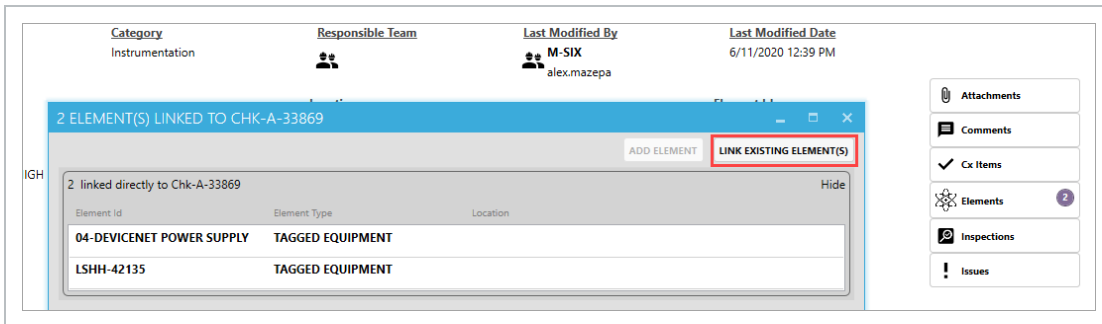 Category Responsible Team Last Modified By Last Modified Date
Instrumentation M-SIX 6/11/2020 12:39 PM
alex.mazepa
Attachments
2 ELEMENT(S) LINKED TO CHK-A-33869
Comments
ADD ELEMENT LINK EXISTING ELEMENT(S)
Cx Items
IGH
2 linked directly to Chk-A-33869 Hide
Elements 2
Element Id Element Type Location
04-DEVICENET POWER SUPPLY TAGGED EQUIPMENT
Inspections
LSHH-42135 TAGGED EQUIPMENT
Issues